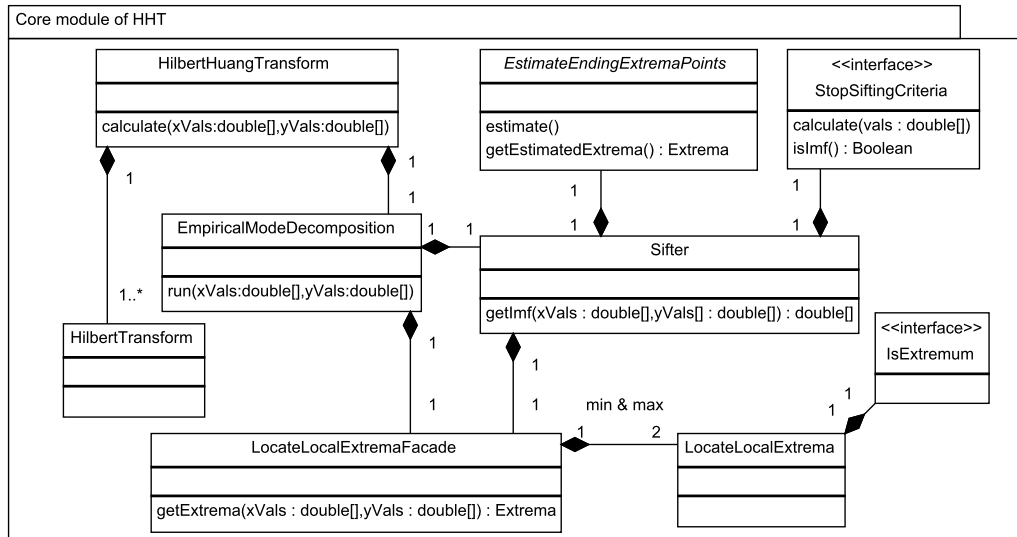 Core module of HHT
HilbertHuangTransform
calculate(xVals:double[],yVals:double[])
EstimateEndingExtremaPoints
estimate()
getEstimatedExtrema() : Extrema
<<interface>>
StopSiftingCriteria
calculate(vals : double[])
isImf() : Boolean
1
1
1
1
1
1
1
1
1
EmpiricalModeDecomposition
run(xVals:double[],yVals:double[])
Sifter
getImf(xVals : double[],yVals[] : double[]) : double[]
1..*
HilbertTransform
<<interface>>
IsExtremum
1
1
1
1
min & max
1
1
1
2
LocateLocalExtremaFacade
getExtrema(xVals : double[],yVals : double[]) : Extrema
LocateLocalExtrema